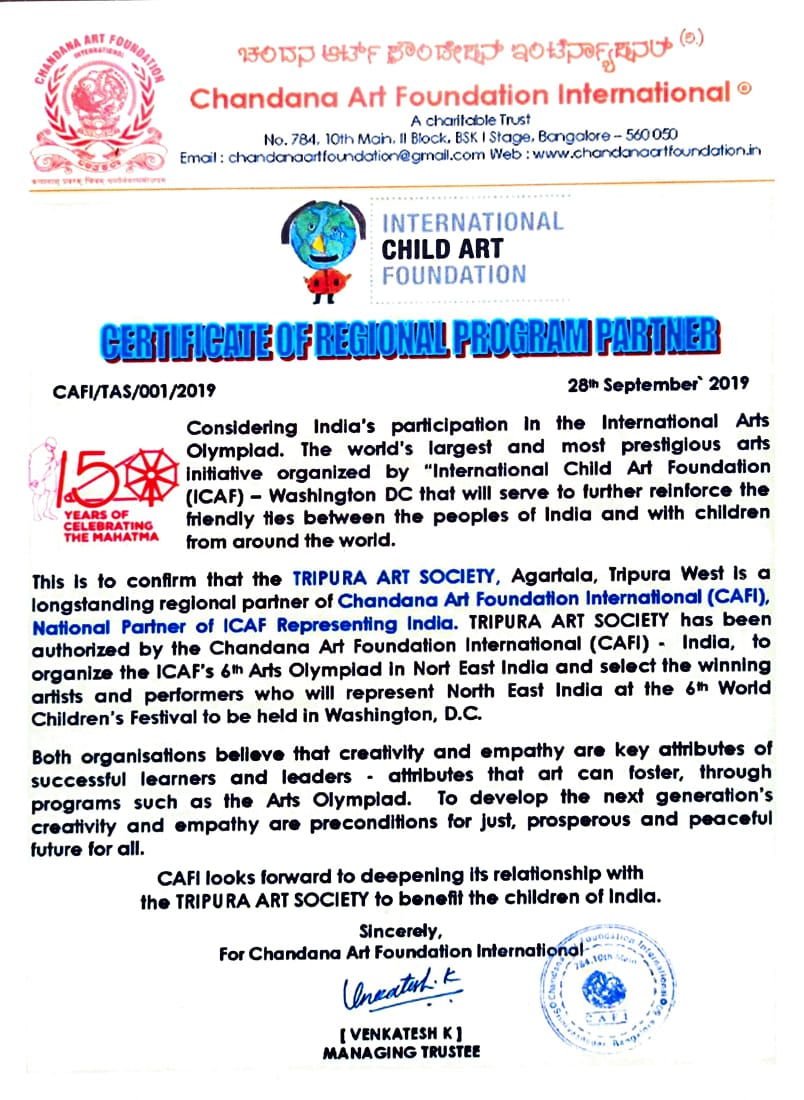 CHANDANA ART FOUNDATION
INTERNATIONAL
ಚಂದನ ಆರ್ಟ್ ಫೌಂಡೇಷನ್ ಇಂಟರ್ನ್ಯಾಷನಲ್ (ರಿ.)
Chandana Art Foundation International ®
A charitable Trust
No. 784, 10th Main, II Block, BSK I Stage, Bangalore – 560 050
Email : chandanaartfoundation@gmail.com Web : www.chandanaartfoundation.in
INTERNATIONAL
CHILD ART
FOUNDATION
CERTIFICATE OF REGIONAL PROGRAM PARTNER
CAFI/TAS/001/2019
28th September` 2019
150
YEARS OF
CELEBRATING
THE MAHATMA
Considering India's participation in the International Arts
Olympiad. The world's largest and most prestigious arts
initiative organized by "International Child Art Foundation
(ICAF) – Washington DC that will serve to further reinforce the
friendly ties between the peoples of India and with children
from around the world.
This is to confirm that the TRIPURA ART SOCIETY, Agartala, Tripura West is a
longstanding regional partner of Chandana Art Foundation International (CAFI),
National Partner of ICAF Representing India. TRIPURA ART SOCIETY has been
authorized by the Chandana Art Foundation International (CAFI) - India, to
organize the ICAF's 6th Arts Olympiad in Nort East India and select the winning
artists and performers who will represent North East India at the 6th World
Children's Festival to be held in Washington, D.C.
Both organisations believe that creativity and empathy are key attributes of
successful learners and leaders - attributes that art can foster, through
programs such as the Arts Olympiad. To develop the next generation's
creativity and empathy are preconditions for just, prosperous and peaceful
future for all.
CAFI looks forward to deepening its relationship with
the TRIPURA ART SOCIETY to benefit the children of India.
Sincerely,
For Chandana Art Foundation International
Venkatesh. K
[ VENKATESH K ]
MANAGING TRUSTEE
Chandana Art Foundation International
784, 10th Main
CAFI
Bangalore